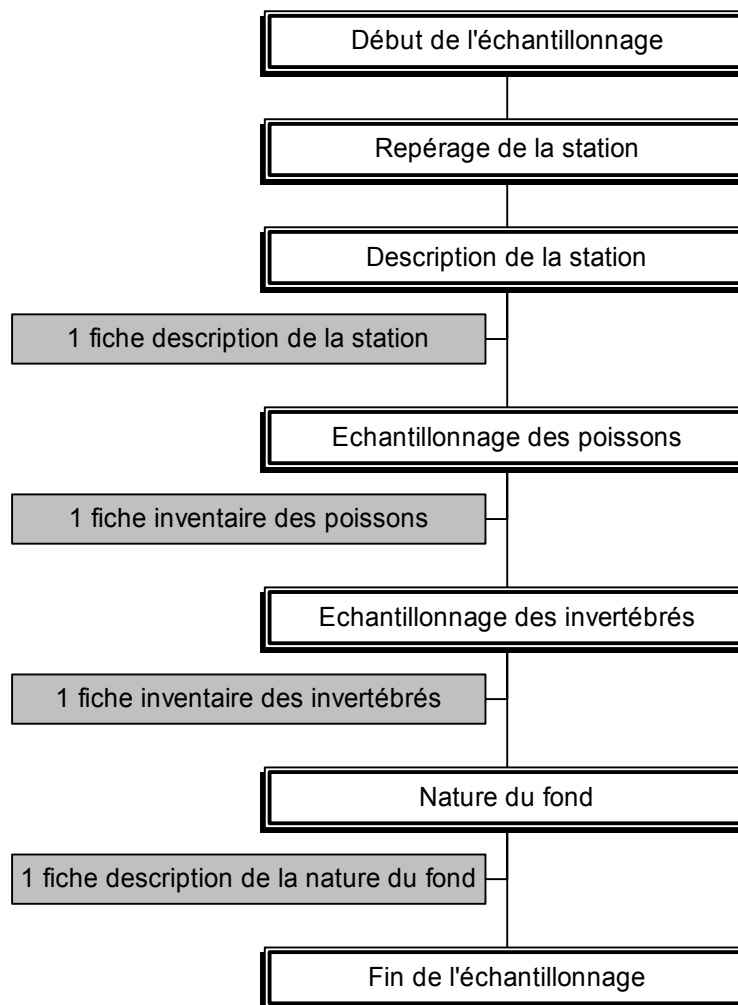 Début de l'échantillonnage
Repérage de la station
Description de la station
1 fiche description de la station
Echantillonnage des poissons
1 fiche inventaire des poissons
Echantillonnage des invertébrés
1 fiche inventaire des invertébrés
Nature du fond
1 fiche description de la nature du fond
Fin de l'échantillonnage